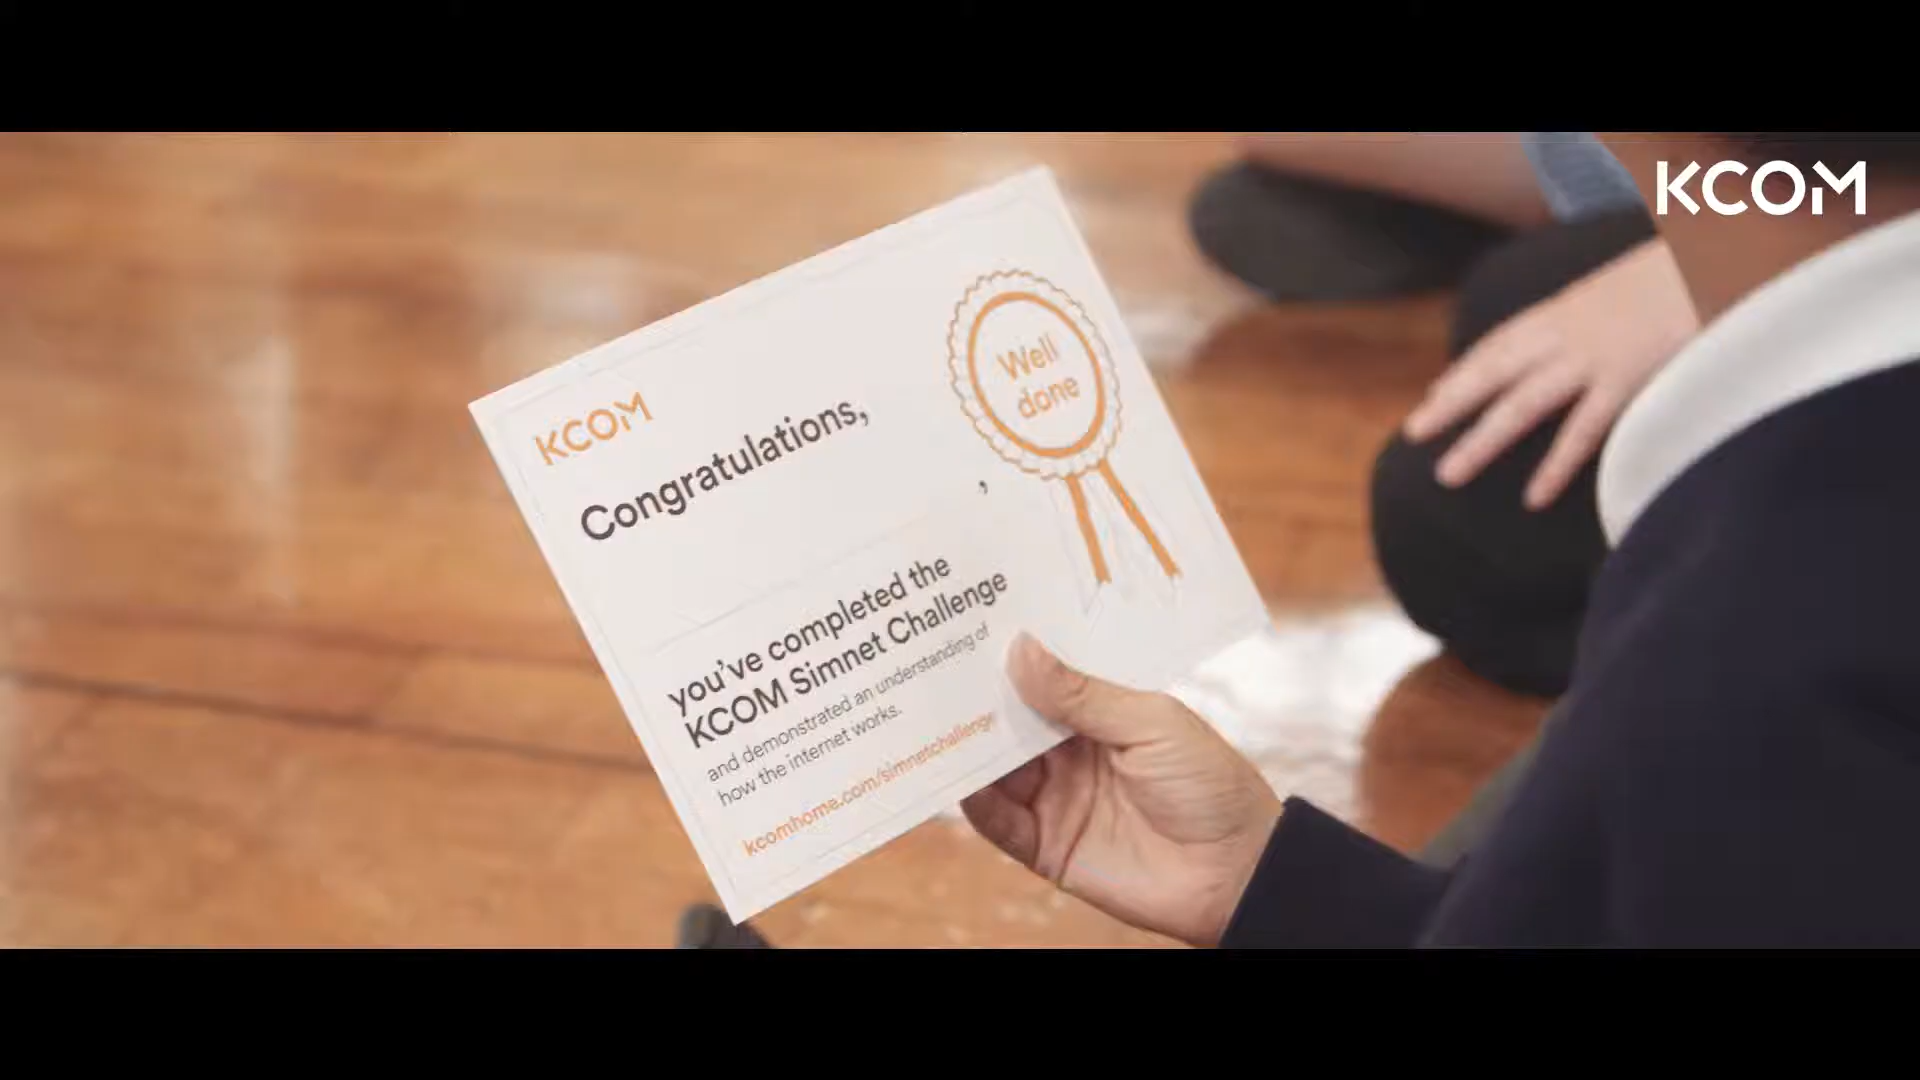 KCOM
KCOM
Congratulations,
,
Well
done
you've completed the
KCOM Simnet Challenge
and demonstrated an understanding of
how the internet works.
kcomhome.com/simnetchallenge